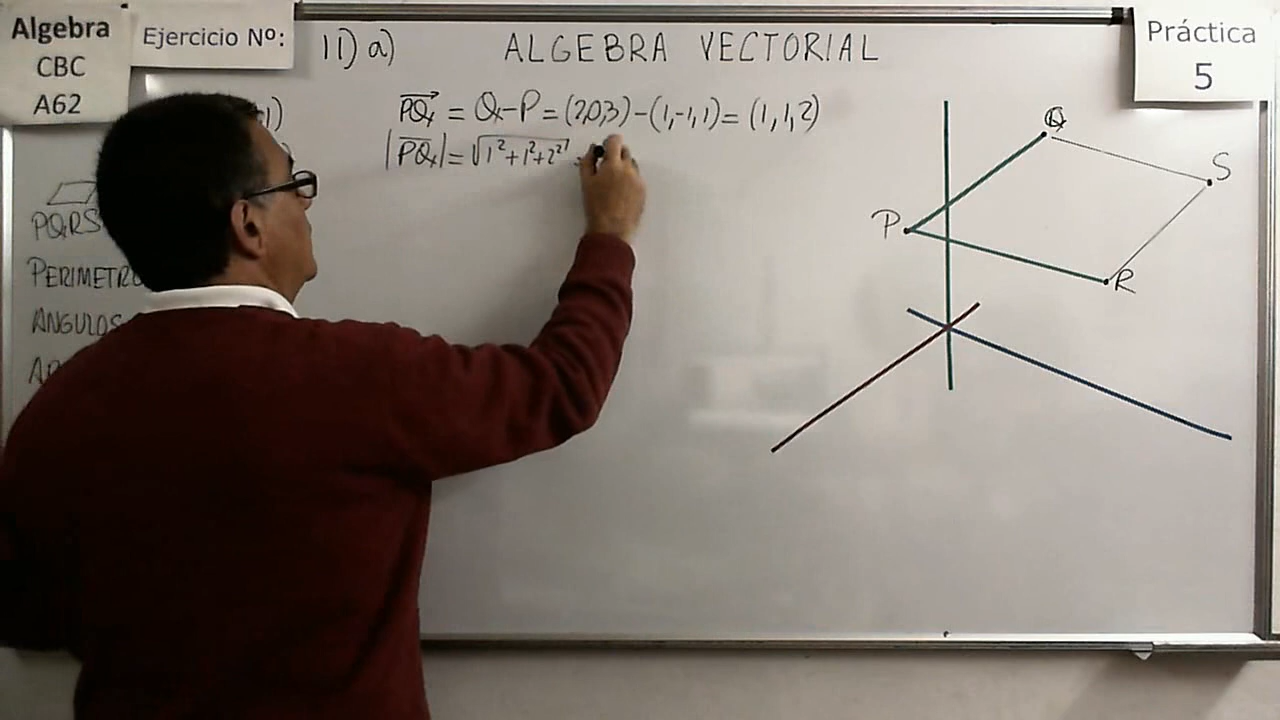 Algebra
CBC
A62
Ejercicio Nº:
11) a)
ALGEBRA VECTORIAL
Práctica
5
PQ = Q-P = (2,0,3) - (1,-1,1) = (1,1,2)
|PQ| = √1²+1²+2²
PQRS
PERIMETRO
ANGULOS
Q
S
P
R